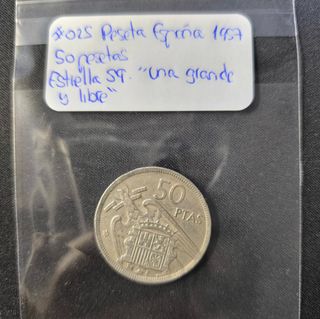 #025 Peseta España 1957
50 pesetas
Estrella 59. "una grande
y libre"
50
PTAS